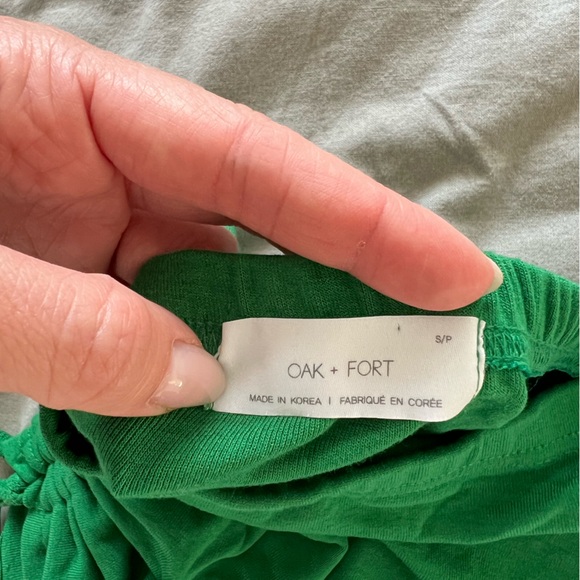 S/P
OAK + FORT
MADE IN KOREA | FABRIQUÉ EN CORÉE